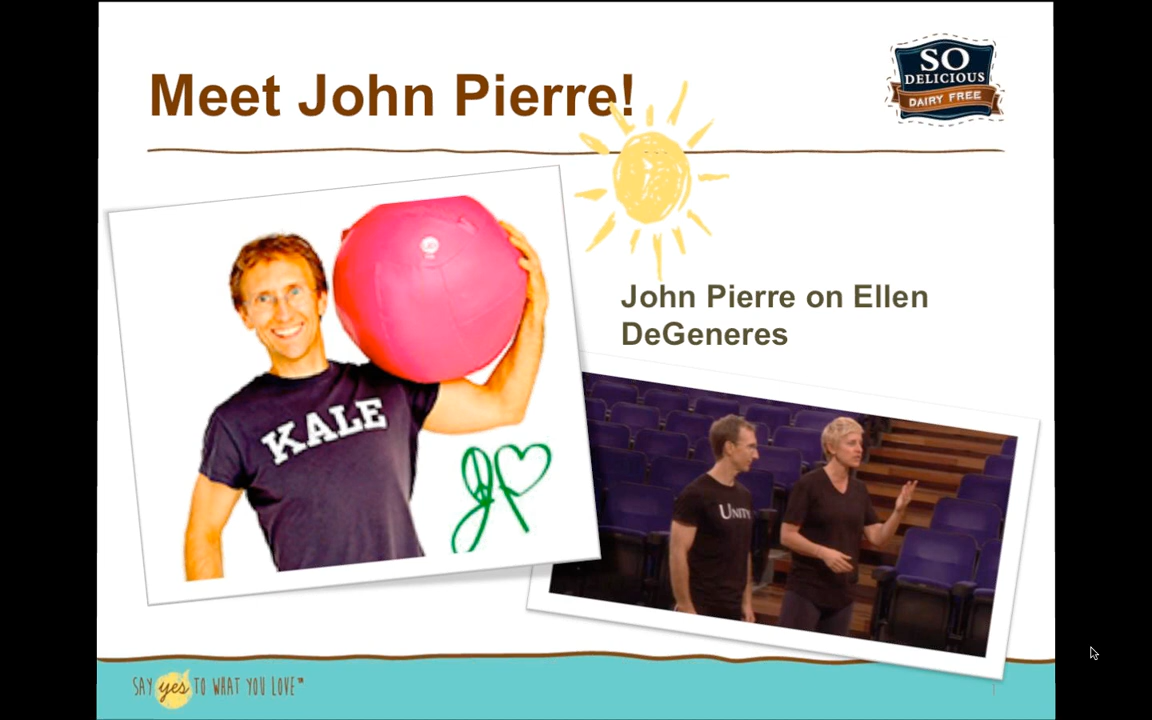 Meet John Pierre!
SO
DELICIOUS
DAIRY FREE
KALE
John Pierre on Ellen
DeGeneres
UNITY
SAY yes TO WHAT YOU LOVE™